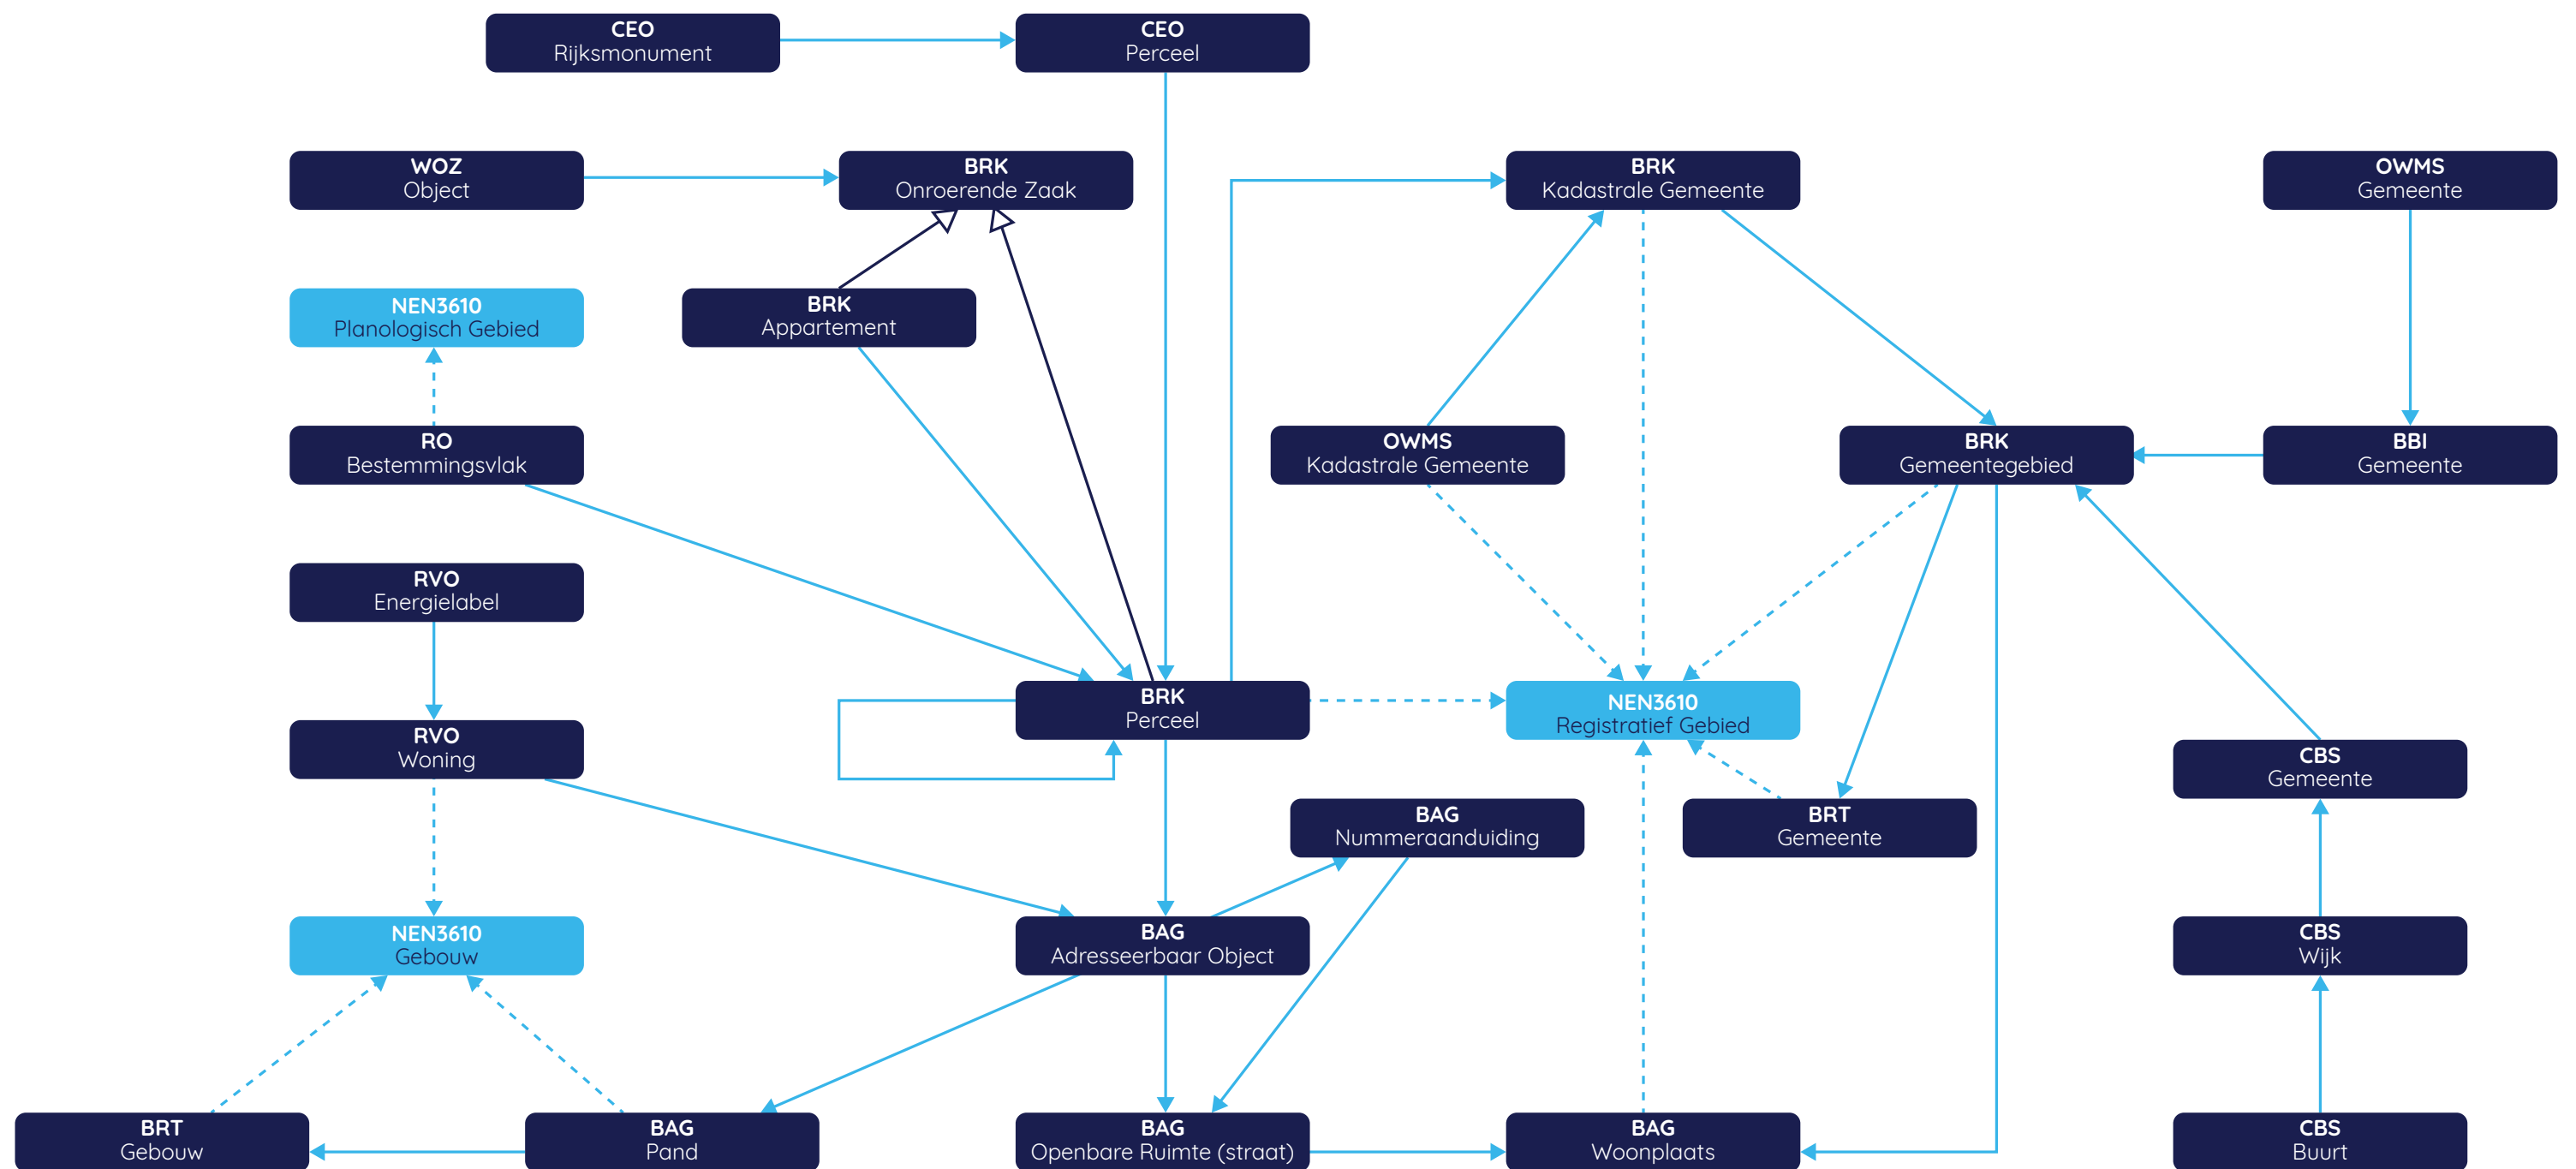 CEO
Rijksmonument
CEO
Perceel
WOZ
Object
BRK
Onroerende Zaak
BRK
Kadastrale Gemeente
OWMS
Gemeente
NEN3610
Planologisch Gebied
BRK
Appartement
RO
Bestemmingsvlak
OWMS
Kadastrale Gemeente
BRK
Gemeentegebied
BBI
Gemeente
RVO
Energielabel
BRK
Perceel
NEN3610
Registratief Gebied
RVO
Woning
CBS
Gemeente
BAG
Nummeraanduiding
BRT
Gemeente
NEN3610
Gebouw
BAG
Adresseerbaar Object
CBS
Wijk
BRT
Gebouw
BAG
Pand
BAG
Openbare Ruimte (straat)
BAG
Woonplaats
CBS
Buurt